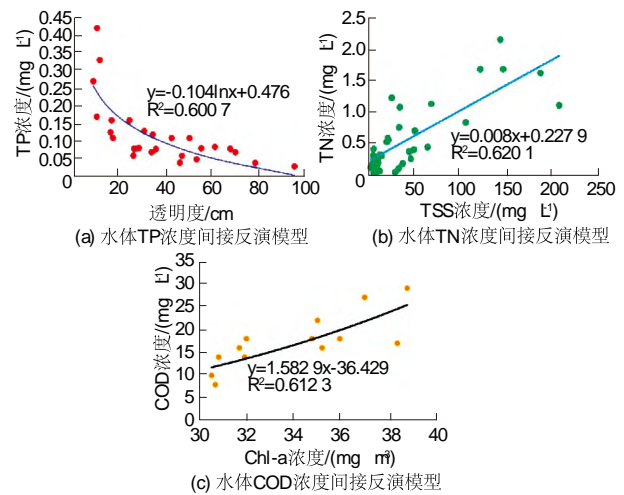 TP浓度/(mg L-1)
0.45
0.40
0.35
0.30
0.25
0.20
0.15
0.10
0.05
0
y=-0.104lnx+0.476
R²=0.600 7
0 20 40 60 80 100
透明度/cm
(a) 水体TP浓度间接反演模型
TN浓度/(mg L-1)
2.5
2.0
1.5
1.0
0.5
0
y=0.008x+0.227 9
R²=0.620 1
50 100 150 200 250
TSS浓度/(mg L-1)
(b) 水体TN浓度间接反演模型
COD浓度/(mg L-1)
35
30
25
20
15
10
5
0
y=1.582 9x-36.429
R²=0.612 3
30 32 34 36 38 40
Chl-a浓度/(mg m-3)
(c) 水体COD浓度间接反演模型